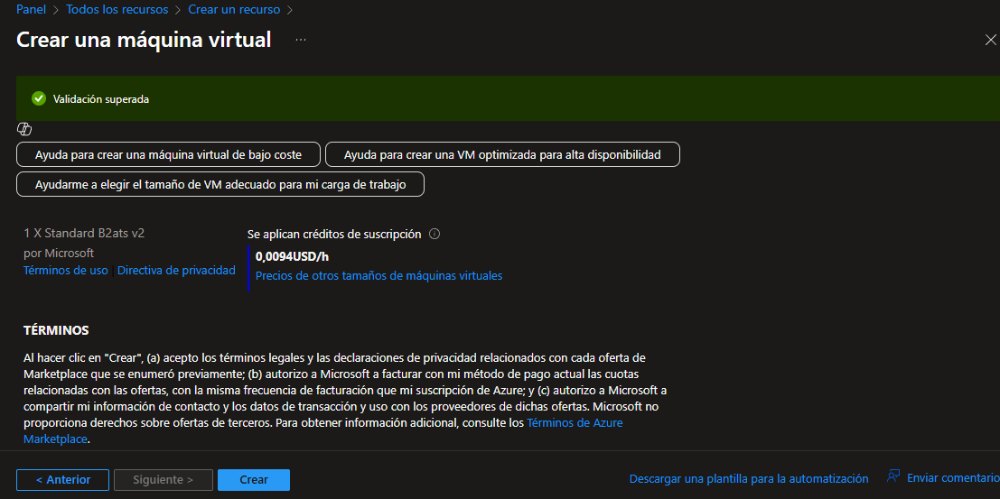 Panel > Todos los recursos > Crear un recurso >
Crear una máquina virtual ...
Validación superada
Ayuda para crear una máquina virtual de bajo coste
Ayuda para crear una VM optimizada para alta disponibilidad
Ayudarme a elegir el tamaño de VM adecuado para mi carga de trabajo
1 X Standard B2ats v2
por Microsoft
Términos de uso | Directiva de privacidad
Se aplican créditos de suscripción
0,0094USD/h
Precios de otros tamaños de máquinas virtuales
TÉRMINOS
Al hacer clic en "Crear", (a) acepto los términos legales y las declaraciones de privacidad relacionados con cada oferta de
Marketplace que se enumeró previamente; (b) autorizo a Microsoft a facturar con mi método de pago actual las cuotas
relacionadas con las ofertas, con la misma frecuencia de facturación que mi suscripción de Azure; y (c) autorizo a Microsoft a
compartir mi información de contacto y los datos de transacción y uso con los proveedores de dichas ofertas. Microsoft no
proporciona derechos sobre ofertas de terceros. Para obtener información adicional, consulte los Términos de Azure
Marketplace.
< Anterior
Siguiente >
Crear
Descargar una plantilla para la automatización
Enviar comentario